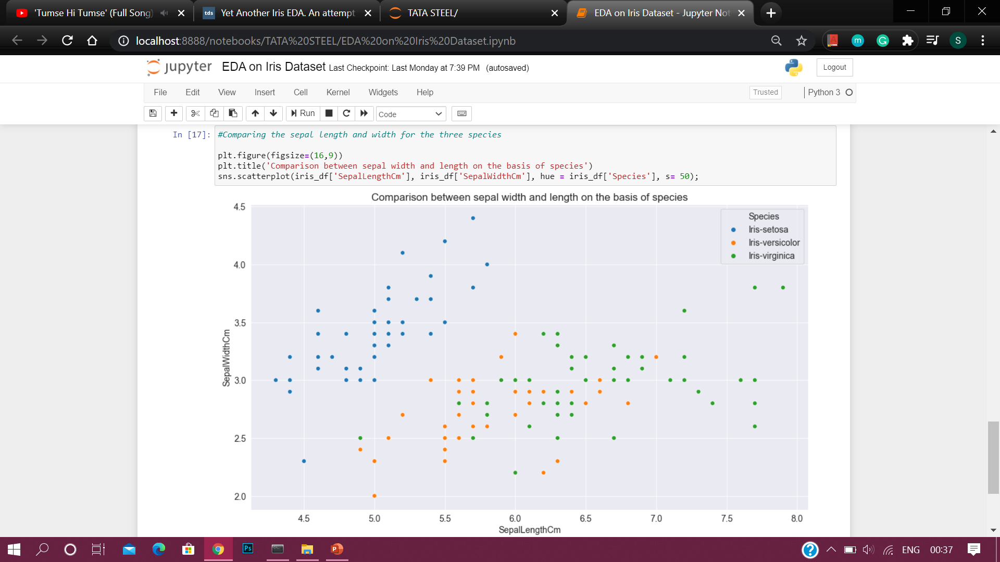 'Tumse Hi Tumse' (Full Song)
tds
Yet Another Iris EDA. An attempt
TATA STEEL/
EDA on Iris Dataset - Jupyter Not
localhost:8888/notebooks/TATA%20STEEL/EDA%20on%20Iris%20Dataset.ipynb
A
m
G
S
jupyter EDA on Iris Dataset Last Checkpoint: Last Monday at 7:39 PM (autosaved)
Logout
File Edit View Insert Cell Kernel Widgets Help
Trusted
Python 3
Run
Code
In [17]:
#Comparing the sepal length and width for the three species
plt.figure(figsize=(16,9))
plt.title('Comparison between sepal width and length on the basis of species')
sns.scatterplot(iris_df['SepalLengthCm'], iris_df['SepalWidthCm'], hue = iris_df['Species'], s= 50);
Comparison between sepal width and length on the basis of species
4.5
4.0
3.5
3.0
2.5
2.0
SepalWidthCm
Species
Iris-setosa
Iris-versicolor
Iris-virginica
4.5 5.0 5.5 6.0 6.5 7.0 7.5 8.0
SepalLengthCm
Ps
P
?
ENG
00:37